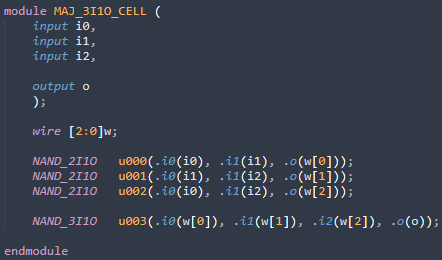 module MAJ_3I1O_CELL (
input i0,
input i1,
input i2,
output o
);
wire [2:0]w;
NAND_2I1O u000(.i0(i0), .i1(i1), .o(w[0]));
NAND_2I1O u001(.i0(i1), .i1(i2), .o(w[1]));
NAND_2I1O u002(.i0(i0), .i1(i2), .o(w[2]));
NAND_3I1O u003(.i0(w[0]), .i1(w[1]), .i2(w[2]), .o(o));
endmodule